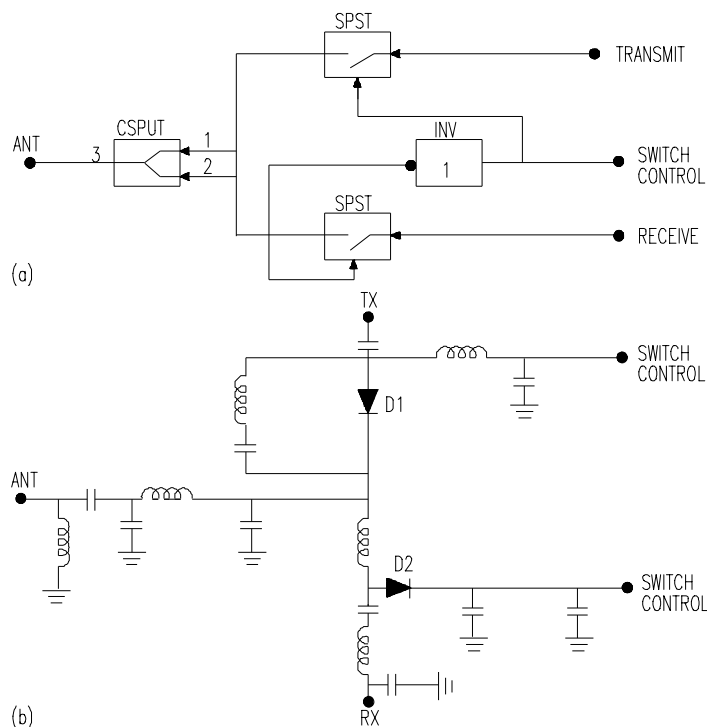 SPST
TRANSMIT
CSPUT
ANT
3
1
2
INV
1
SWITCH
CONTROL
SPST
RECEIVE
(a)
TX
SWITCH
CONTROL
D1
ANT
D2
SWITCH
CONTROL
(b)
RX